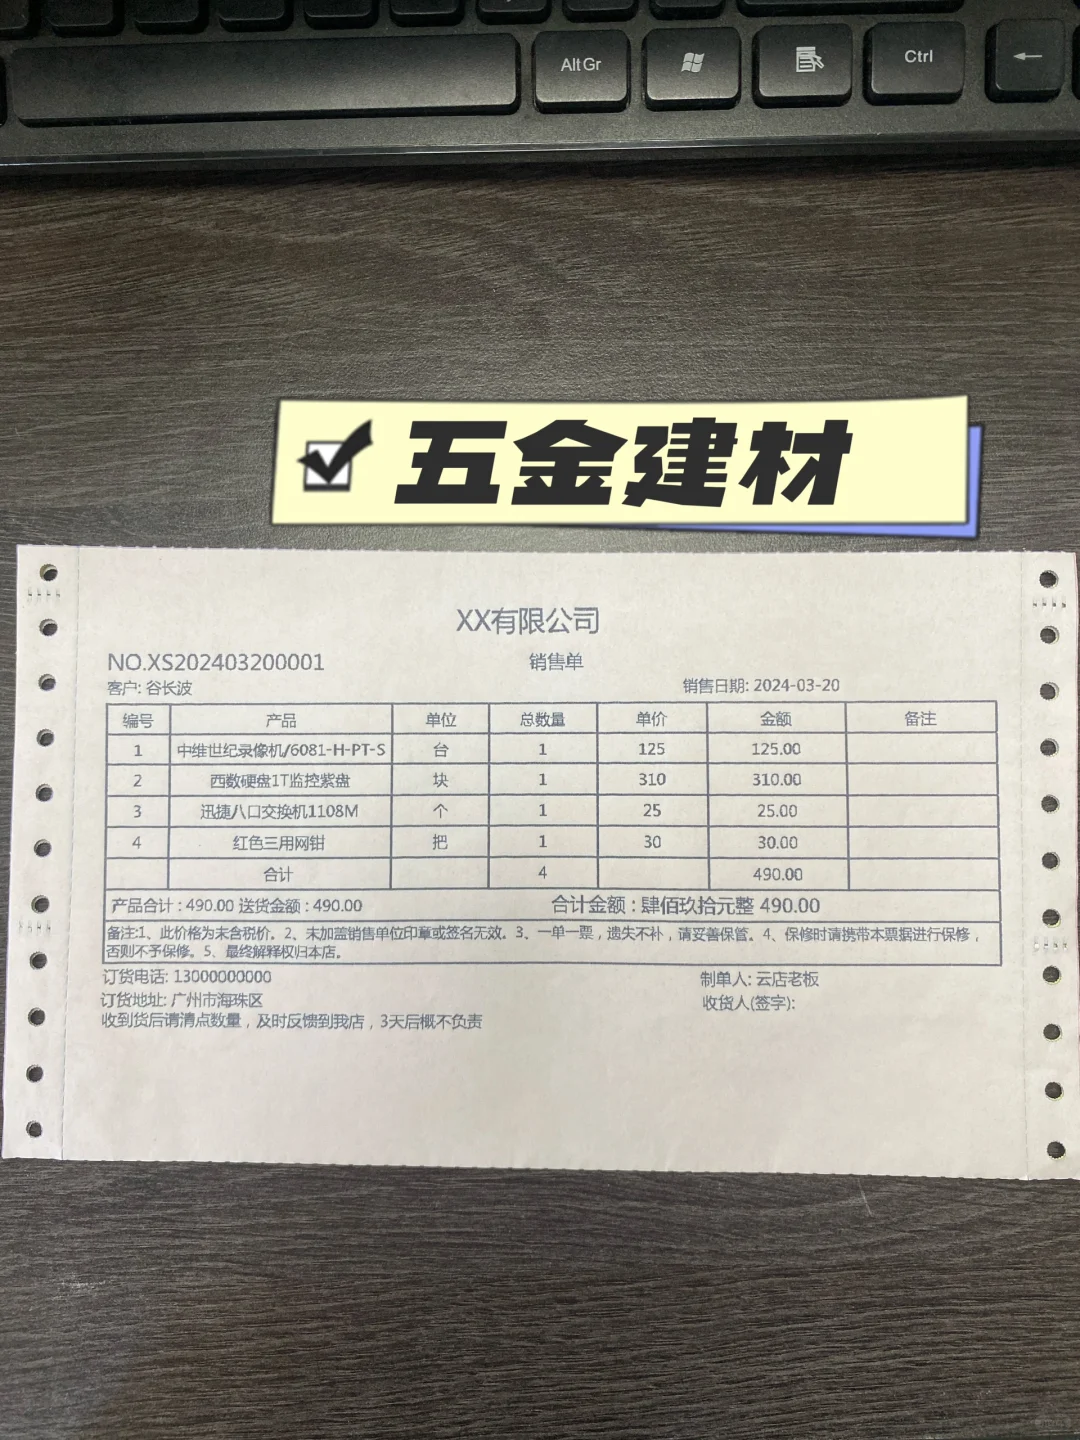 Alt Gr
Ctrl
五金建材
XX有限公司
NO.XS202403200001
销售单
客户: 谷长波
销售日期: 2024-03-20
编号 产品 单位 总数量 单价 金额 备注
1 中维世纪录像机/6081-H-PT-S 台 1 125 125.00
2 西数硬盘1T监控紫盘 块 1 310 310.00
3 迅捷八口交换机1108M 个 1 25 25.00
4 红色三用网钳 把 1 30 30.00
合计 4 490.00
产品合计 : 490.00 送货金额 : 490.00 合计金额 : 肆佰玖拾元整 490.00
备注:1、此价格为未含税价。2、未加盖销售单位印章或签名无效。3、一单一票，遗失不补，请妥善保管。4、保修时请携带本票据进行保修，
否则不予保修。5、最终解释权归本店。
订货电话: 13000000000
制单人: 云店老板
订货地址: 广州市海珠区
收货人(签字):
收到货后请清点数量，及时反馈到我店，3天后概不负责